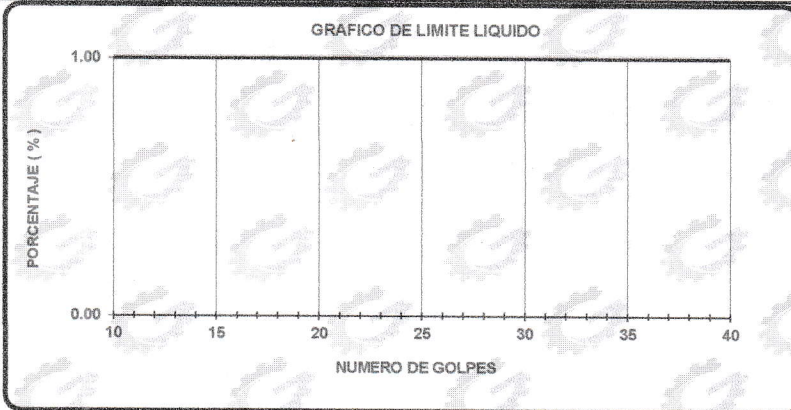 GRAFICO DE LIMITE LIQUIDO
1.00
PORCENTAJE ( % )
0.00
10 15 20 25 30 35 40
NUMERO DE GOLPES